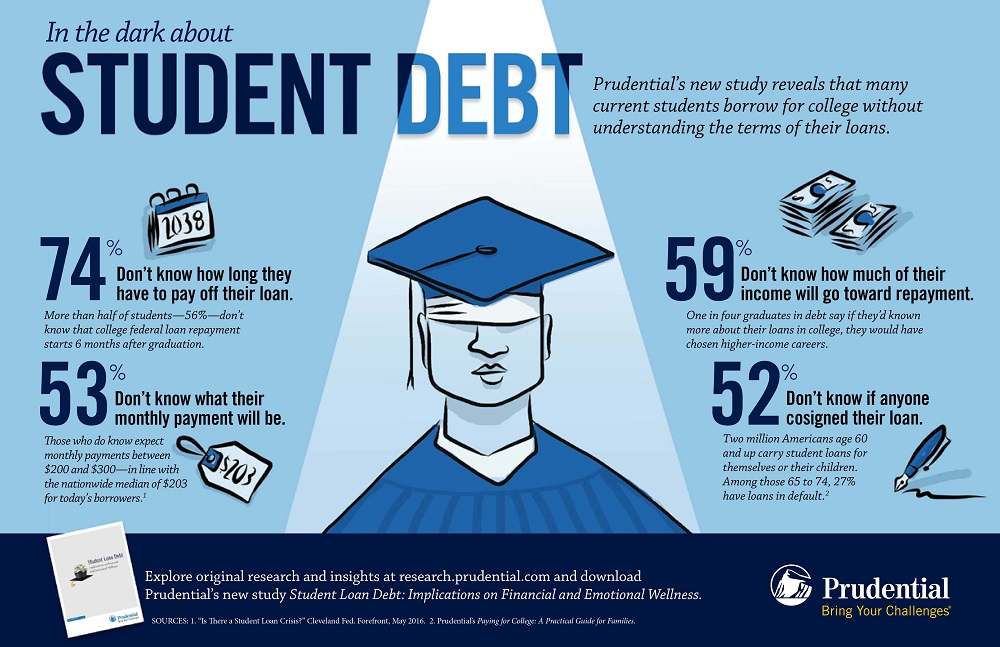 In the dark about
STUDENT DEBT
Prudential's new study reveals that many
current students borrow for college without
understanding the terms of their loans.
2038
74%
Don't know how long they
have to pay off their loan.
More than half of students—56%—don't
know that college federal loan repayment
starts 6 months after graduation.
53%
Don't know what their
monthly payment will be.
Those who do know expect
monthly payments between
$200 and $300—in line with
the nationwide median of $203
for today's borrowers.1
$203
$
$
59%
Don't know how much of their
income will go toward repayment.
One in four graduates in debt say if they'd known
more about their loans in college, they would have
chosen higher-income careers.
52%
Don't know if anyone
cosigned their loan.
Two million Americans age 60
and up carry student loans for
themselves or their children.
Among those 65 to 74, 27%
have loans in default.2
Student Loan Debt
Explore original research and insights at research.prudential.com and download
Prudential's new study Student Loan Debt: Implications on Financial and Emotional Wellness.
SOURCES: 1. "Is There a Student Loan Crisis?" Cleveland Fed. Forefront, May 2016. 2. Prudential's Paying for College: A Practical Guide for Families.
Prudential
Bring Your Challenges®